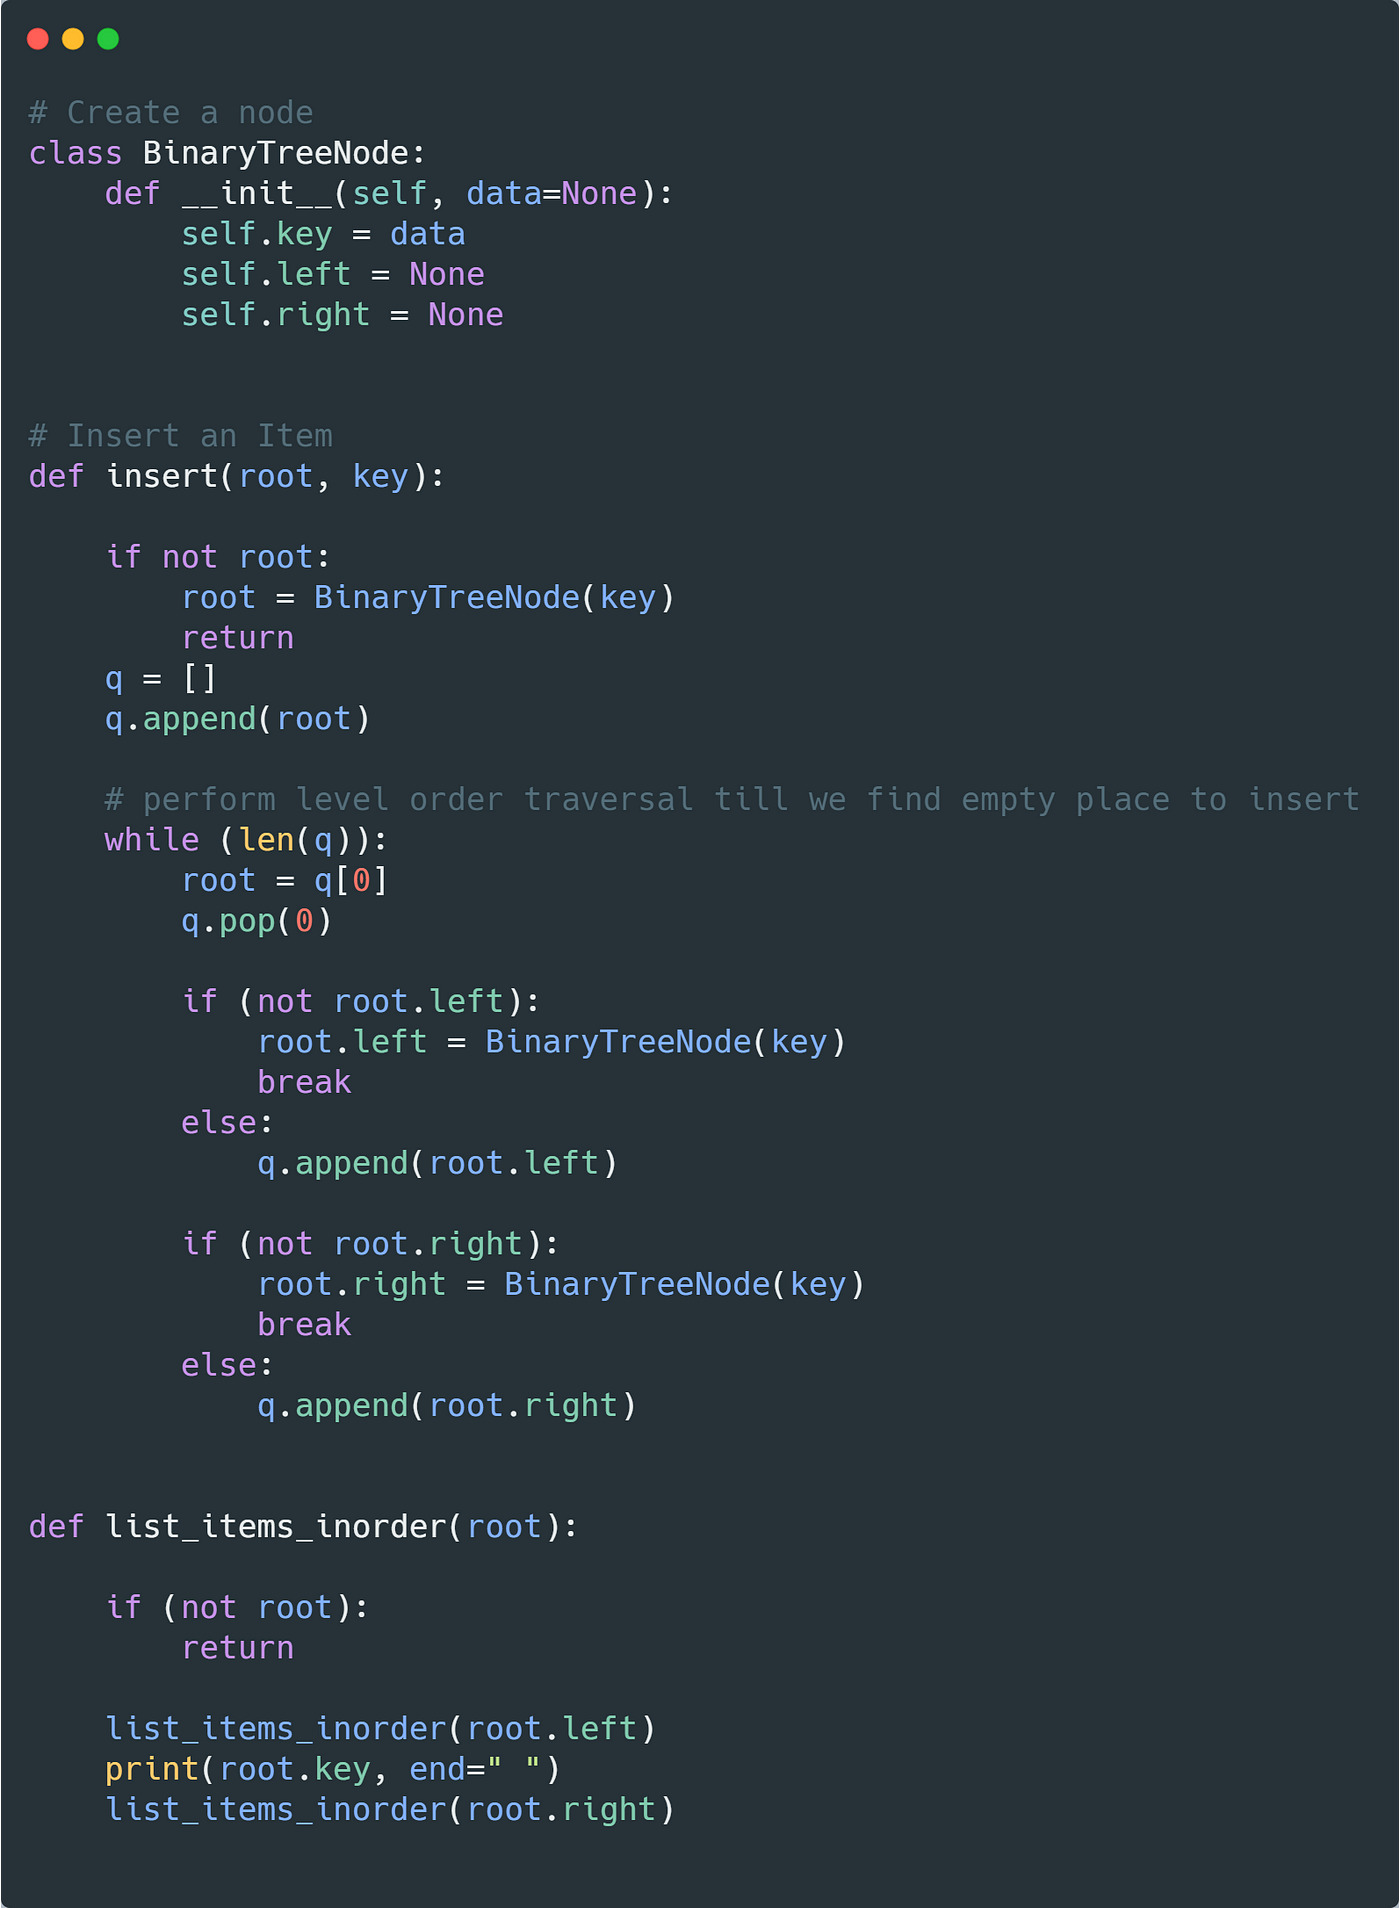 # Create a node
class BinaryTreeNode:
    def __init__(self, data=None):
        self.key = data
        self.left = None
        self.right = None
# Insert an Item
def insert(root, key):
    if not root:
        root = BinaryTreeNode(key)
        return
    q = []
    q.append(root)
    # perform level order traversal till we find empty place to insert
    while (len(q)):
        root = q[0]
        q.pop(0)
        if (not root.left):
            root.left = BinaryTreeNode(key)
            break
        else:
            q.append(root.left)
        if (not root.right):
            root.right = BinaryTreeNode(key)
            break
        else:
            q.append(root.right)
def list_items_inorder(root):
    if (not root):
        return
    list_items_inorder(root.left)
    print(root.key, end=" ")
    list_items_inorder(root.right)